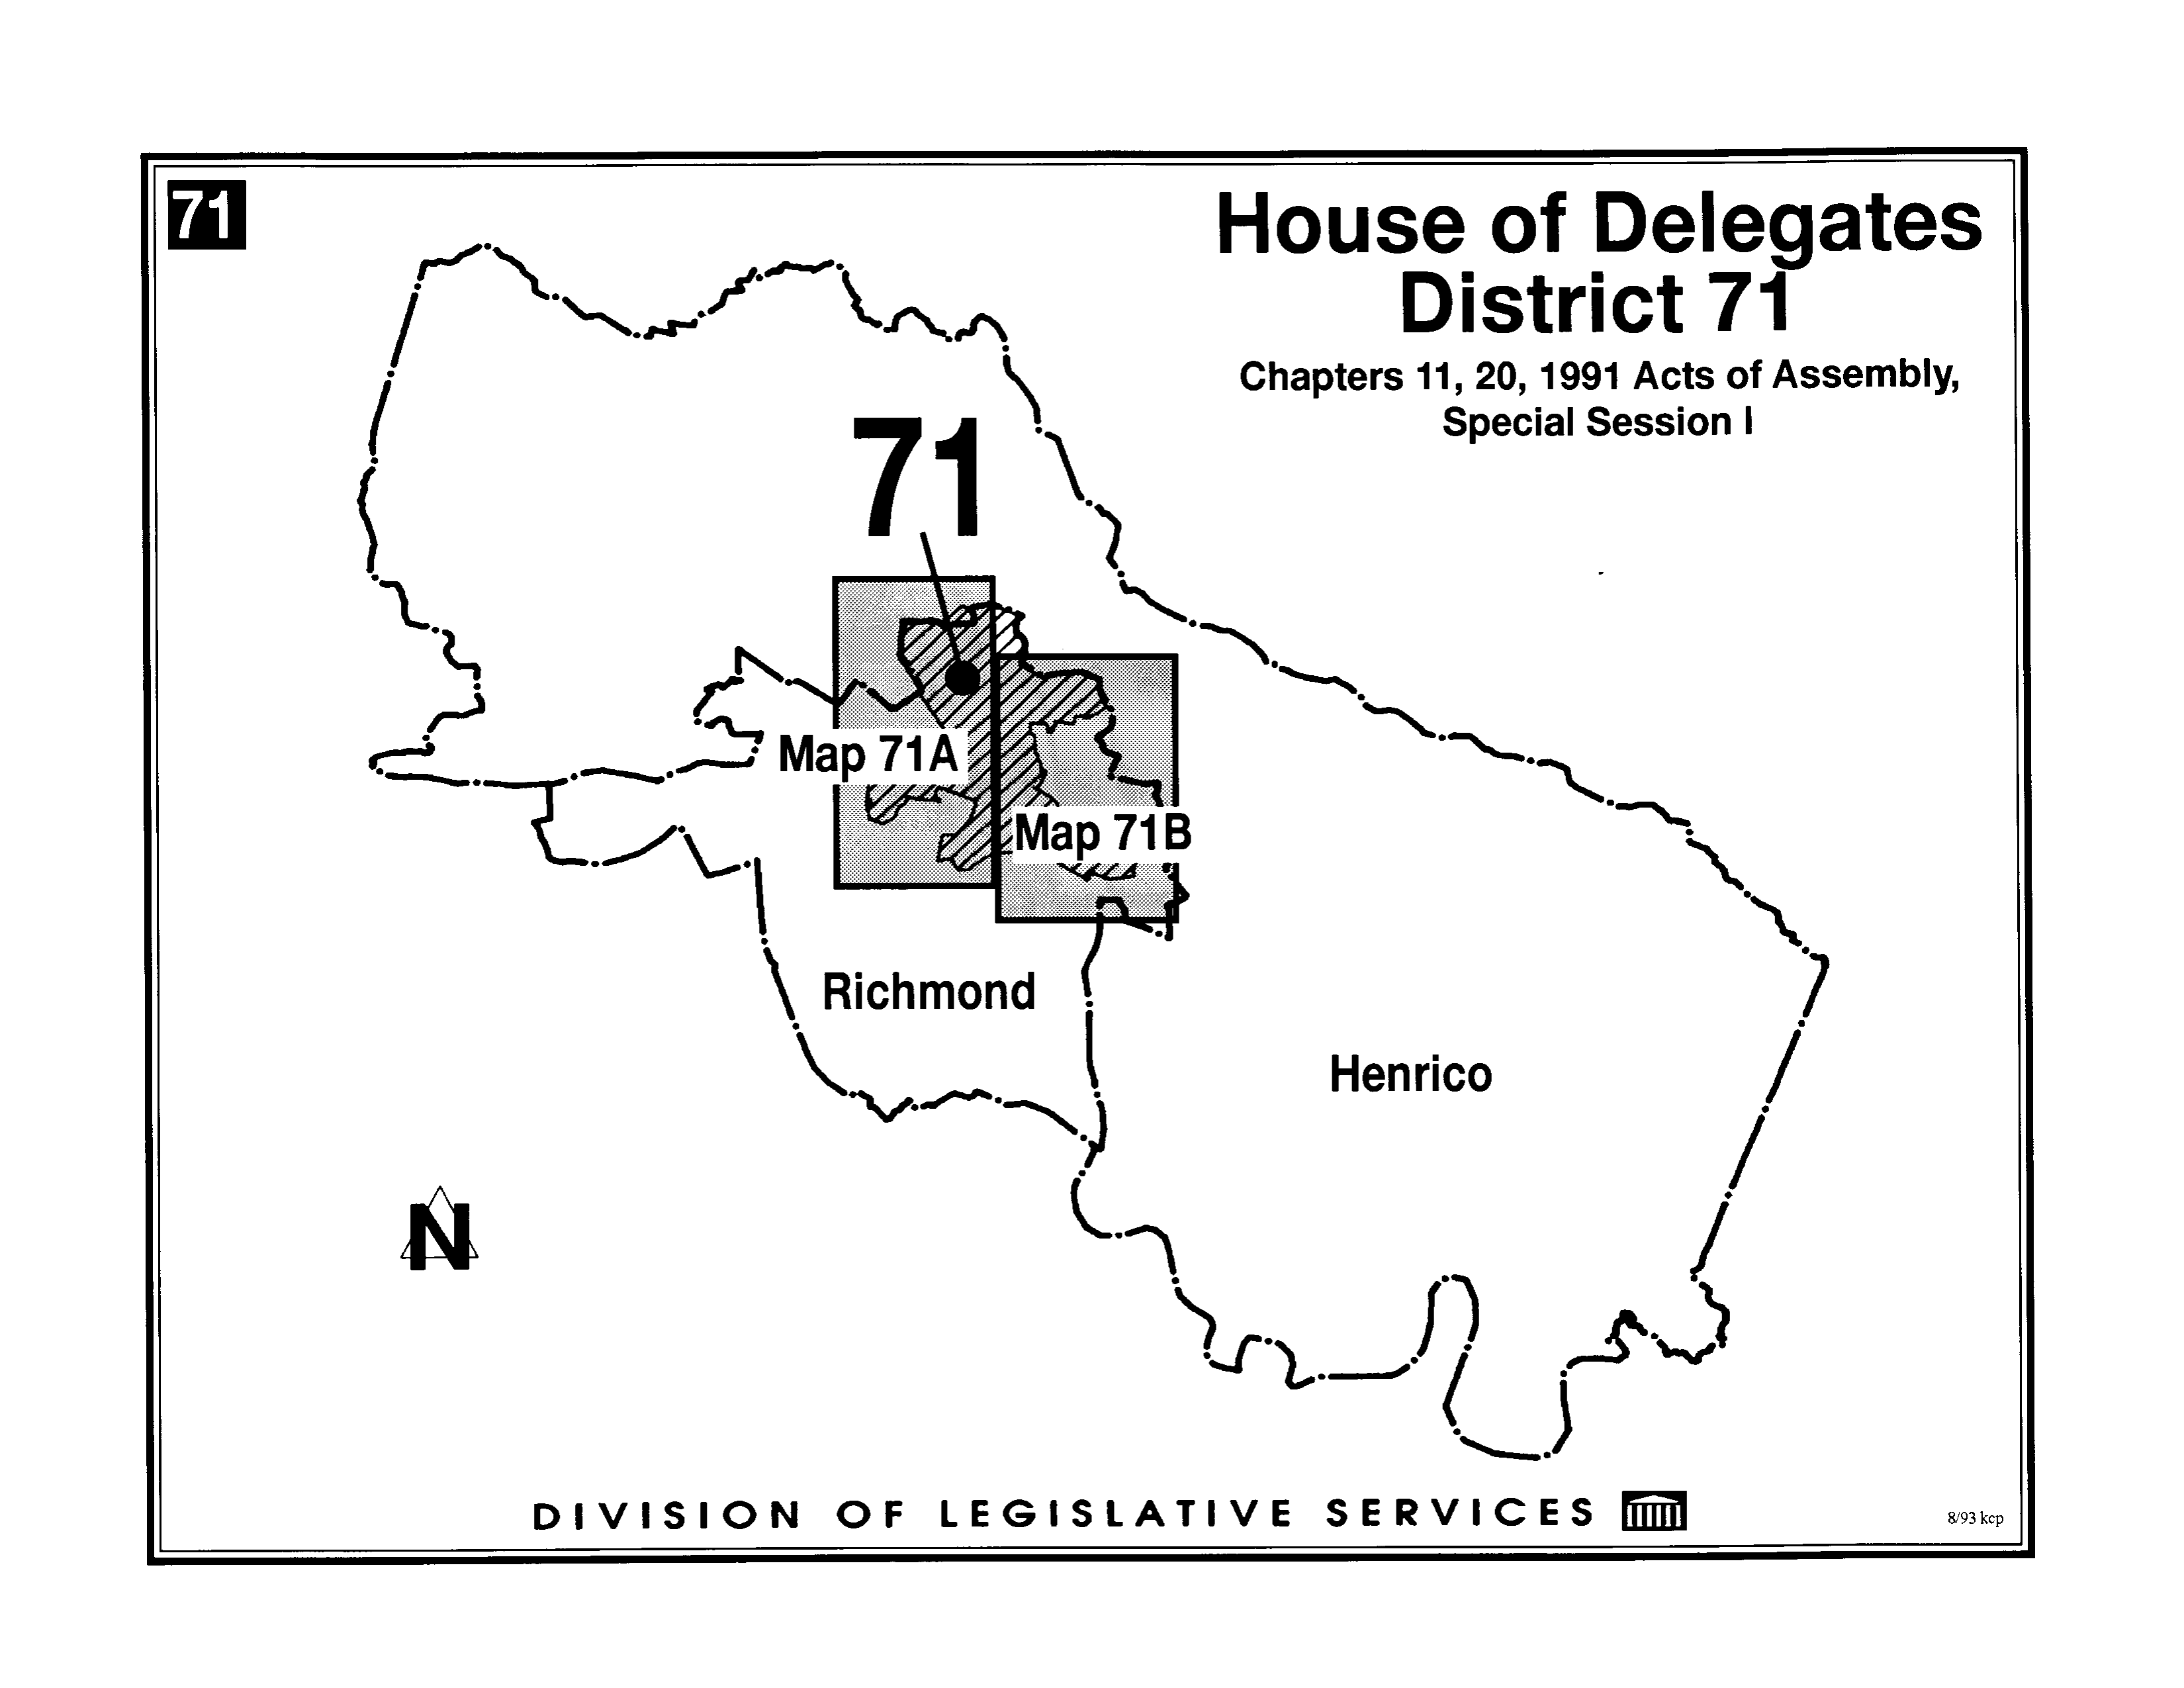 71
House of Delegates
District 71
Chapters 11, 20, 1991 Acts of Assembly,
Special Session I
71
Map 71A
Map 71B
Richmond
Henrico
N
DIVISION OF LEGISLATIVE SERVICES
8/93 kcp